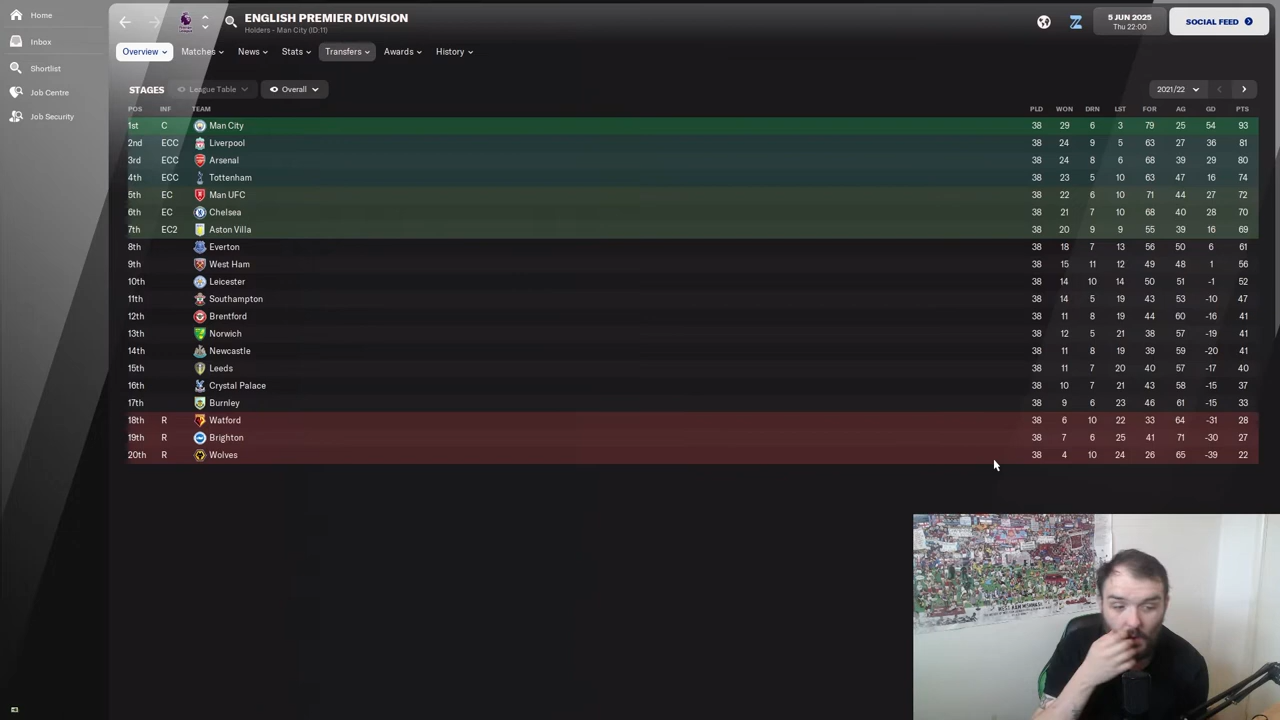 Home
Inbox
Shortlist
Job Centre
Job Security
ENGLISH PREMIER DIVISION
Holders - Man City (ID:11)
5 JUN 2025
Thu 22:00
SOCIAL FEED
Overview Matches News Stats Transfers Awards History
STAGES League Table Overall 2021/22
POS INF TEAM PLD WON DRN LST FOR AG GD PTS
1st C Man City 38 29 6 3 79 25 54 93
2nd ECC Liverpool 38 24 9 5 63 27 36 81
3rd ECC Arsenal 38 24 8 6 68 39 29 80
4th ECC Tottenham 38 23 5 10 63 47 16 74
5th EC Man UFC 38 22 6 10 71 44 27 72
6th EC Chelsea 38 21 7 10 68 40 28 70
7th EC2 Aston Villa 38 20 9 9 55 39 16 69
8th Everton 38 18 7 13 56 50 6 61
9th West Ham 38 15 11 12 49 48 1 56
10th Leicester 38 14 10 14 50 51 -1 52
11th Southampton 38 14 5 19 43 53 -10 47
12th Brentford 38 11 8 19 44 60 -16 41
13th Norwich 38 12 5 21 38 57 -19 41
14th Newcastle 38 11 8 19 39 59 -20 41
15th Leeds 38 11 7 20 40 57 -17 40
16th Crystal Palace 38 10 7 21 43 58 -15 37
17th Burnley 38 9 6 23 46 61 -15 33
18th R Watford 38 6 10 22 33 64 -31 28
19th R Brighton 38 7 6 25 41 71 -30 27
20th R Wolves 38 4 10 24 26 65 -39 22